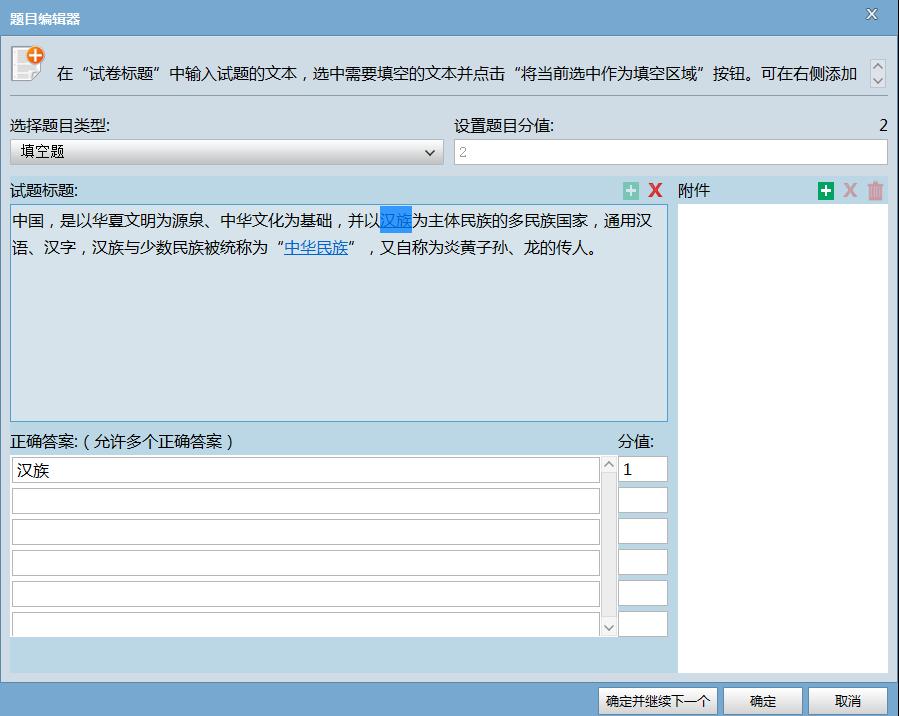 题目编辑器
在“试卷标题”中输入试题的文本，选中需要填空的文本并点击“将当前选中作为填空区域”按钮。可在右侧添加
选择题目类型:
设置题目分值:
2
填空题
2
试题标题:
附件
中国，是以华夏文明为源泉、中华文化为基础，并以汉族为主体民族的多民族国家，通用汉
语、汉字，汉族与少数民族被统称为“中华民族”，又自称为炎黄子孙、龙的传人。
正确答案:（允许多个正确答案）
分值:
汉族
1
确定并继续下一个
确定
取消